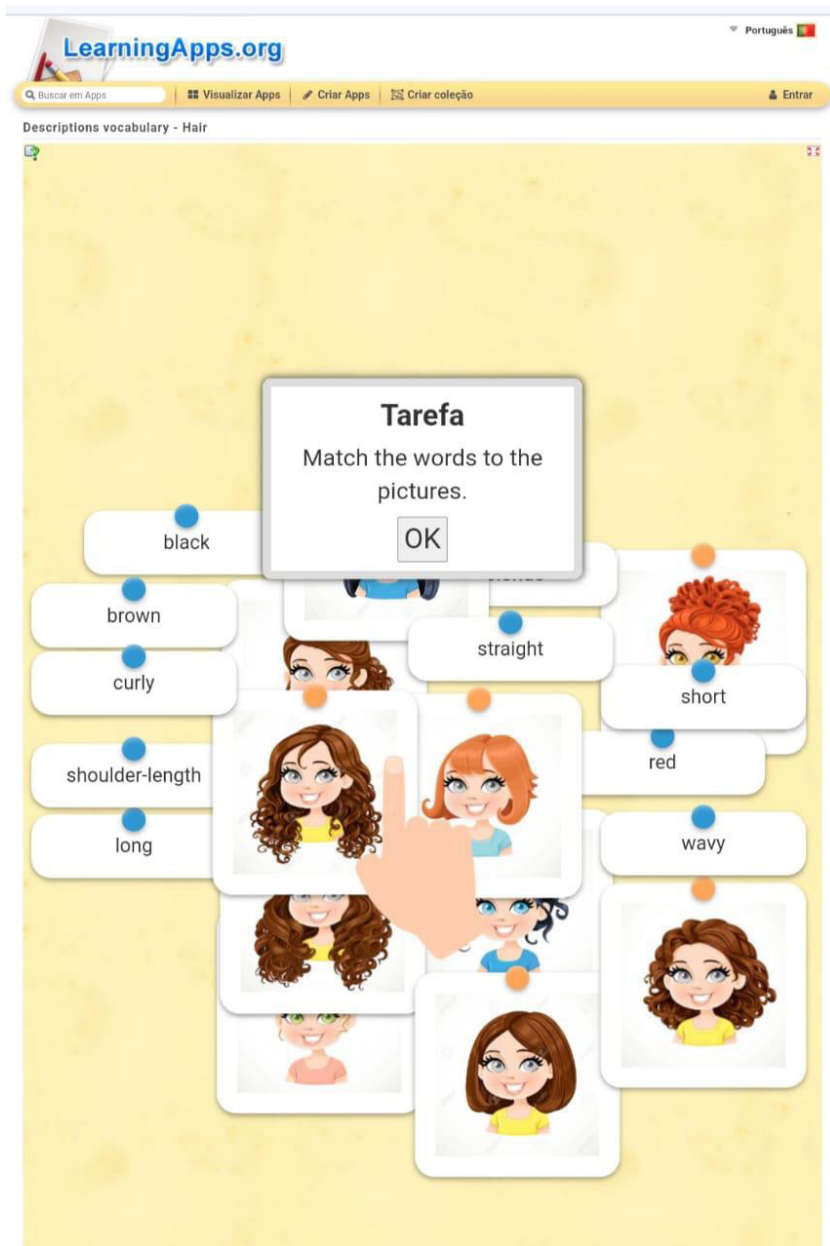 LearningApps.org
Português
Buscar em Apps
Visualizar Apps
Criar Apps
Criar coleção
Entrar
Descriptions vocabulary - Hair
Tarefa
Match the words to the
pictures.
OK
black
brown
straight
curly
short
red
shoulder-length
long
wavy